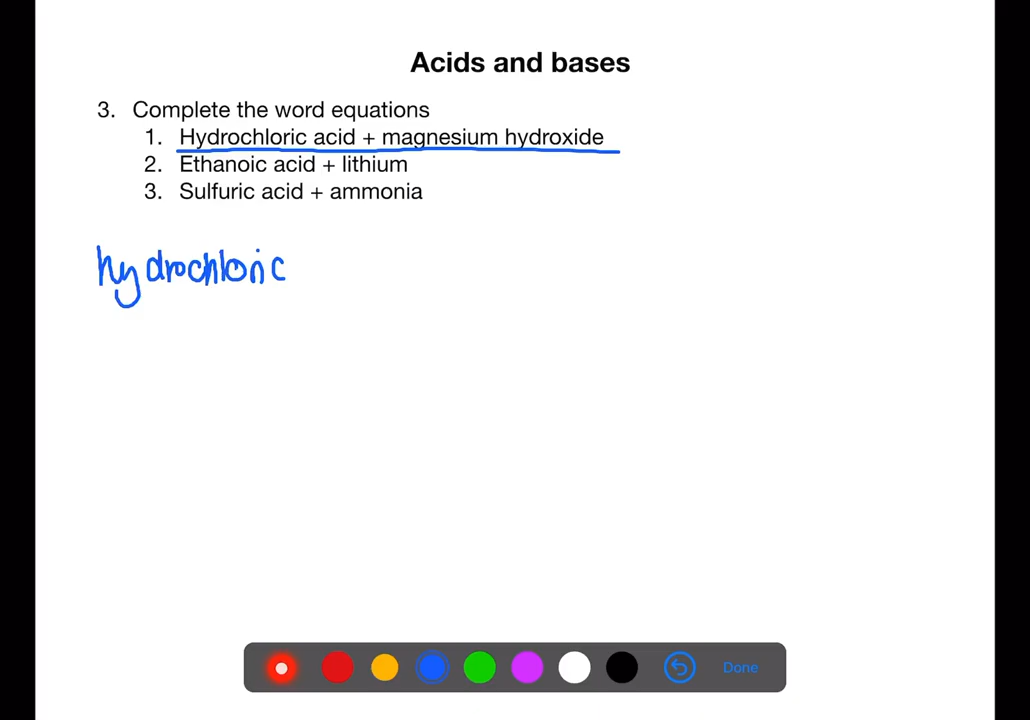 Acids and bases
3. Complete the word equations
1. Hydrochloric acid + magnesium hydroxide
2. Ethanoic acid + lithium
3. Sulfuric acid + ammonia
hydrochloric
Done